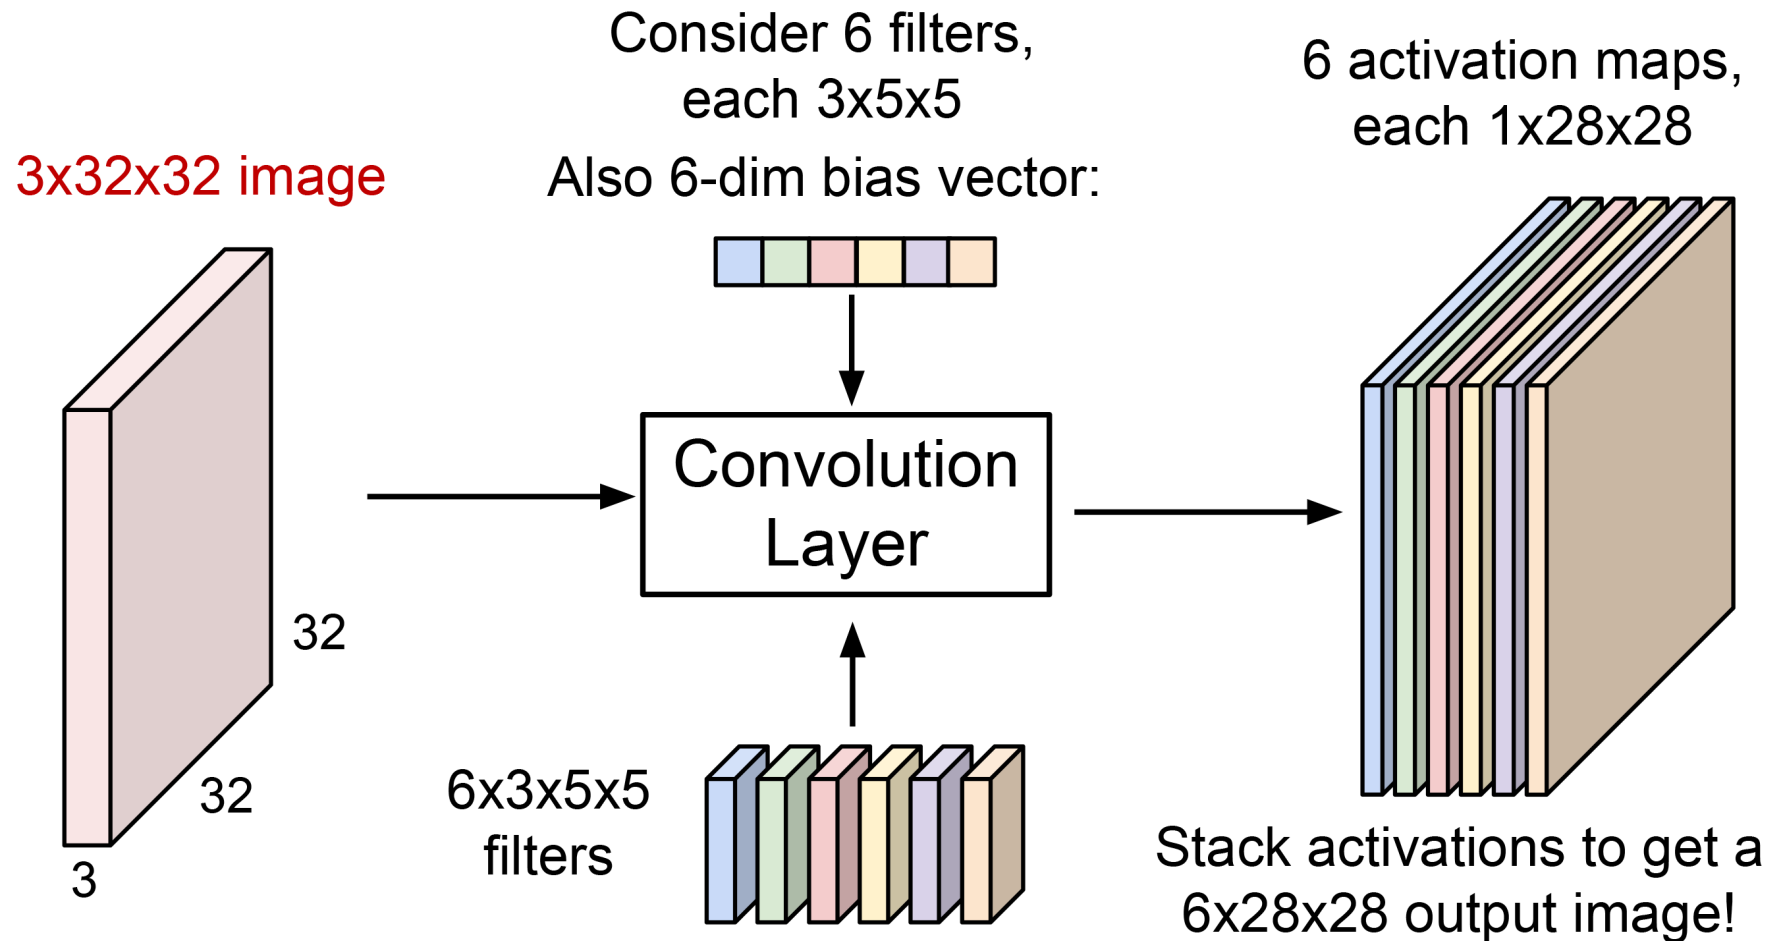 3x32x32 image
32
32
3
Consider 6 filters,
each 3x5x5
Also 6-dim bias vector:
Convolution
Layer
6x3x5x5
filters
6 activation maps,
each 1x28x28
Stack activations to get a
6x28x28 output image!